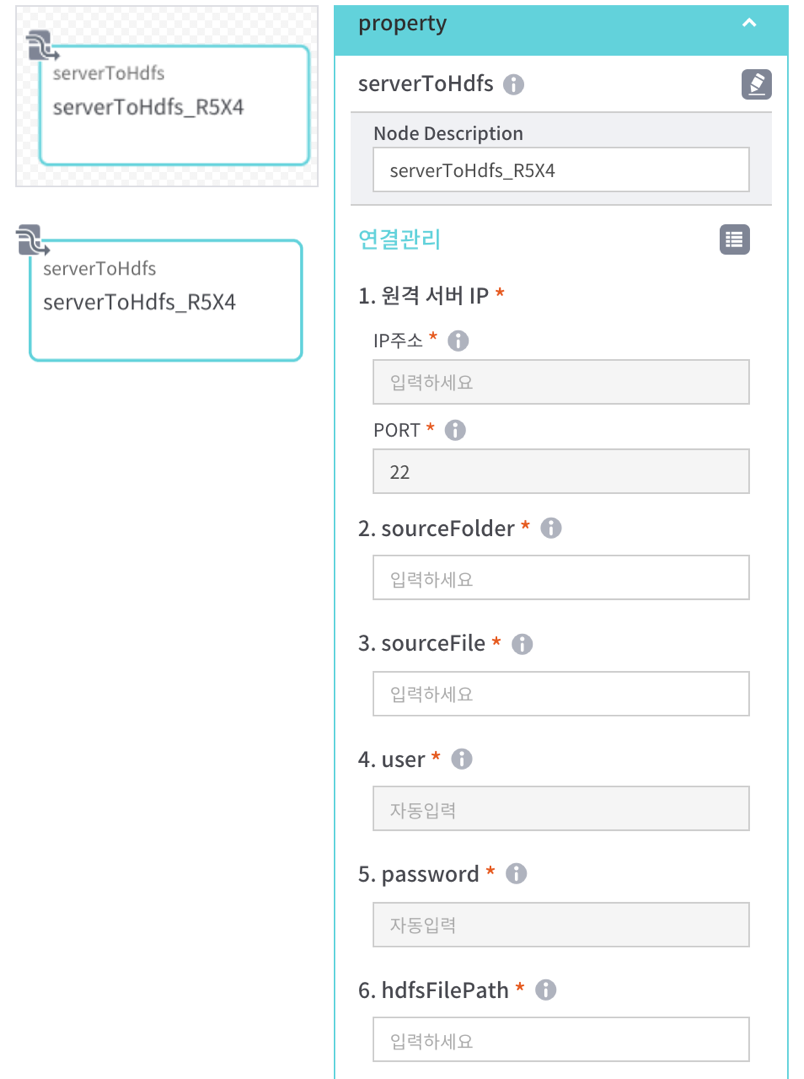 serverToHdfs
serverToHdfs_R5X4
serverToHdfs
serverToHdfs_R5X4
property
serverToHdfs
Node Description
serverToHdfs_R5X4
연결관리
1. 원격 서버 IP *
IP주소 *
입력하세요
PORT *
22
2. sourceFolder *
입력하세요
3. sourceFile *
입력하세요
4. user *
자동입력
5. password *
자동입력
6. hdfsFilePath *
입력하세요